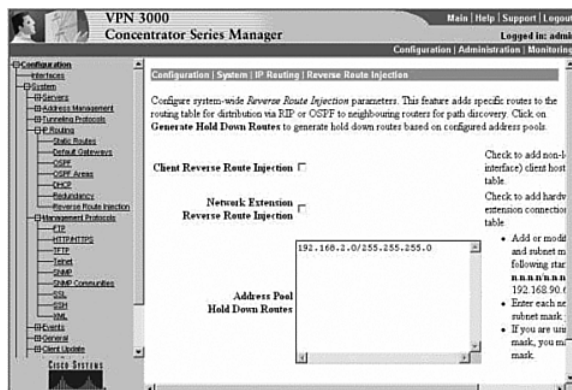 VPN 3000
Concentrator Series Manager
Main | Help | Support | Logout
Logged in: admin
Configuration | Administration | Monitoring
Configuration
Interfaces
System
Servers
Address Management
Tunneling Protocols
IP Routing
Static Routes
Default Gateways
OSPF
OSPF Areas
DHCP
Redundancy
Reverse Route Injection
Management Protocols
FTP
HTTP/HTTPS
TFTP
Telnet
SNMP
SNMP Communities
SSL
SSH
XML
Events
General
Client Update
CISCO SYSTEMS
Configuration | System | IP Routing | Reverse Route Injection
Configure system-wide Reverse Route Injection parameters. This feature adds specific routes to the
routing table for distribution via RIP or OSPF to neighbouring routers for path discovery. Click on
Generate Hold Down Routes to generate hold down routes based on configured address pools.
Client Reverse Route Injection
Check to add non-l
interface) client host
table.
Network Extension
Reverse Route Injection
Check to add hardw
extension connection
table.
Address Pool
Hold Down Routes
192.168.2.0/255.255.255.0
Add or modif
and subnet m
following star
n.n.n.n/n.n
192.168.90.6
Enter each ne
subnet mask
If you are usin
mask, you m
mask.